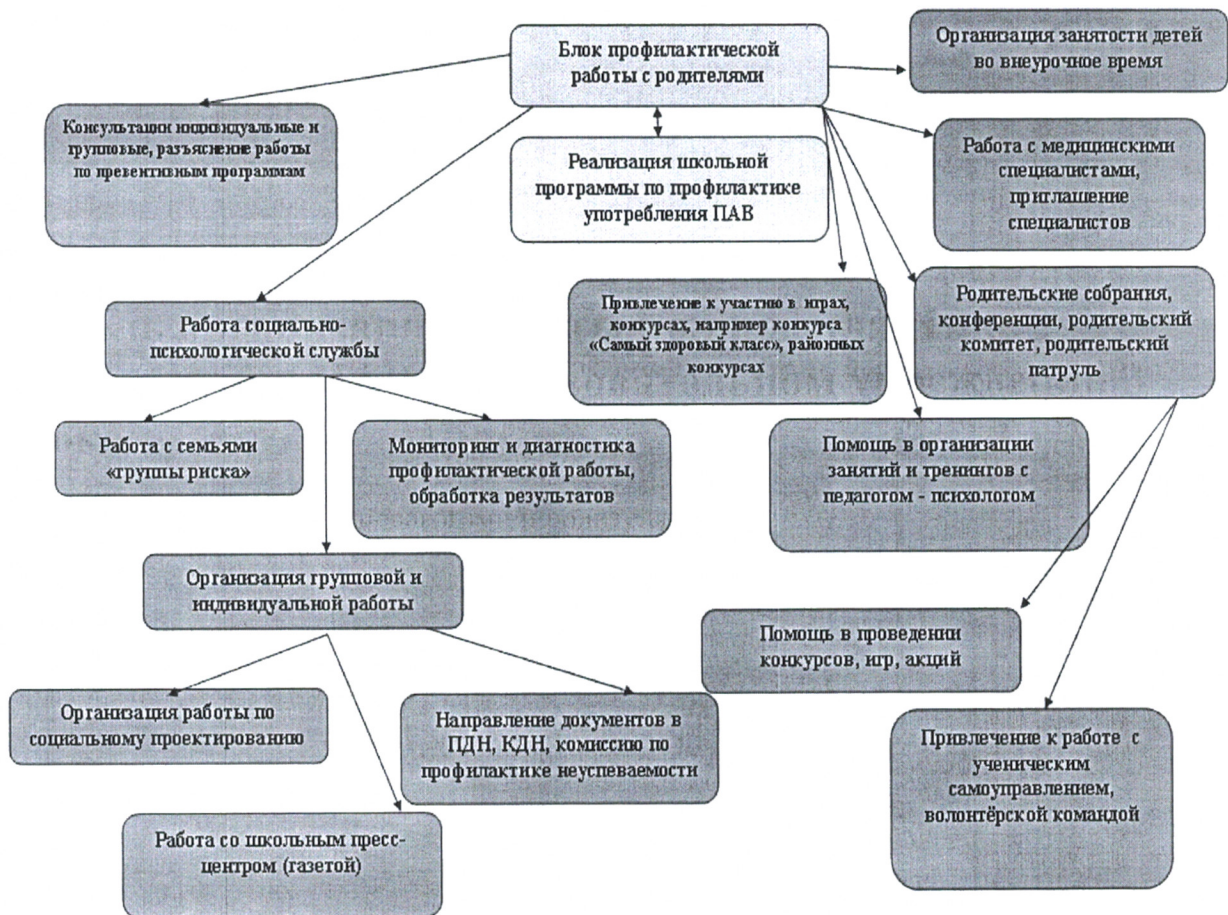 Блок профилактической
работы с родителями
Организация занятости детей
во внеурочное время
Консультации индивидуальные и
групповые, разъяснение работы
по превентивным программам
Реализация школьной
программы по профилактике
употребления ПАВ
Работа с медицинскими
специалистами,
приглашение
специалистов
Работа социально-
психологической службы
Привлечение к участию в играх,
конкурсах, например конкурса
«Самый здоровый класс», районных
конкурсах
Родительские собрания,
конференции, родительский
комитет, родительский
патруль
Работа с семьями
«группы риска»
Мониторинг и диагностика
профилактической работы,
обработка результатов
Помощь в организации
занятий и тренингов с
педагогом - психологом
Организация групповой и
индивидуальной работы
Помощь в проведении
конкурсов, игр, акций
Организация работы по
социальному проектированию
Направление документов в
ПДН, КДН, комиссию по
профилактике неуспеваемости
Привлечение к работе с
ученическим
самоуправлением,
волонтёрской командой
Работа со школьным пресс-
центром (газетой)